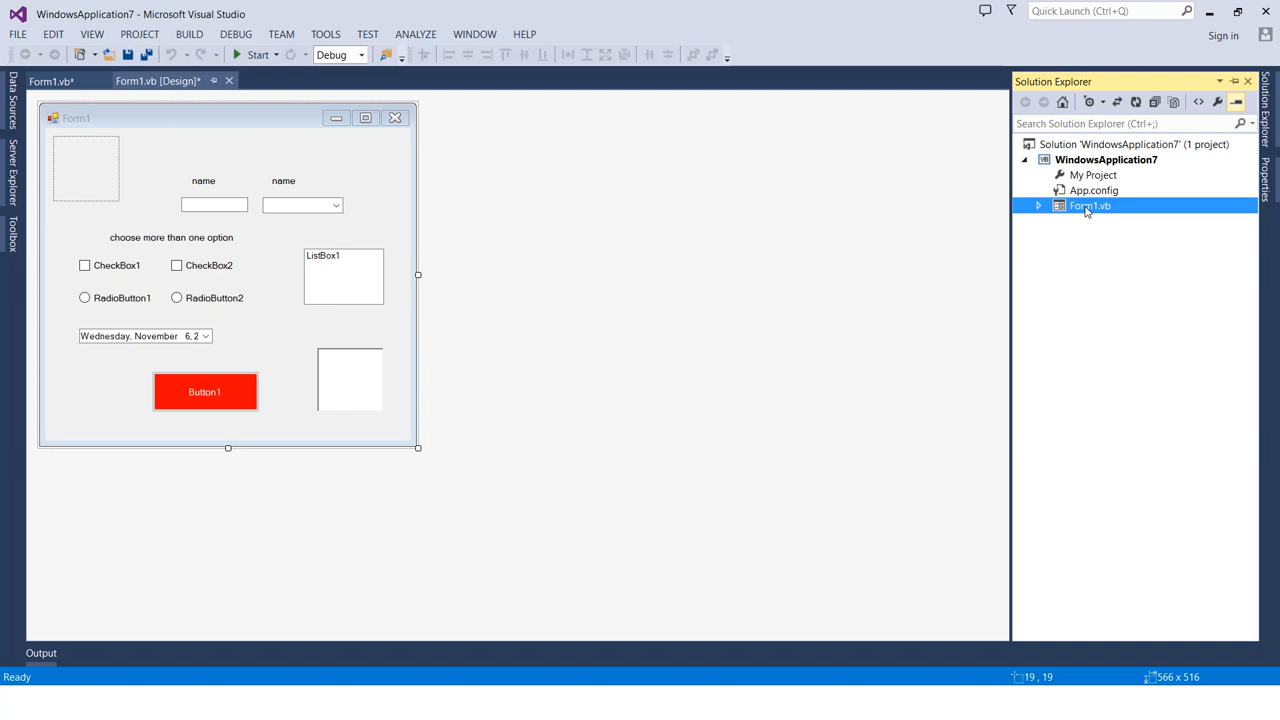 WindowsApplication7 - Microsoft Visual Studio
Quick Launch (Ctrl+Q)
FILE EDIT VIEW PROJECT BUILD DEBUG TEAM TOOLS TEST ANALYZE WINDOW HELP
Sign in
Start
Debug
Form1.vb*
Form1.vb [Design]*
Data Sources
Server Explorer
Toolbox
Form1
name
name
choose more than one option
CheckBox1
CheckBox2
ListBox1
RadioButton1
RadioButton2
Wednesday, November 6, 2
Button1
Solution Explorer
Search Solution Explorer (Ctrl+;)
Solution 'WindowsApplication7' (1 project)
VB
WindowsApplication7
My Project
App.config
Form1.vb
Solution Explorer
Properties
Output
Ready
19 , 19
566 x 516